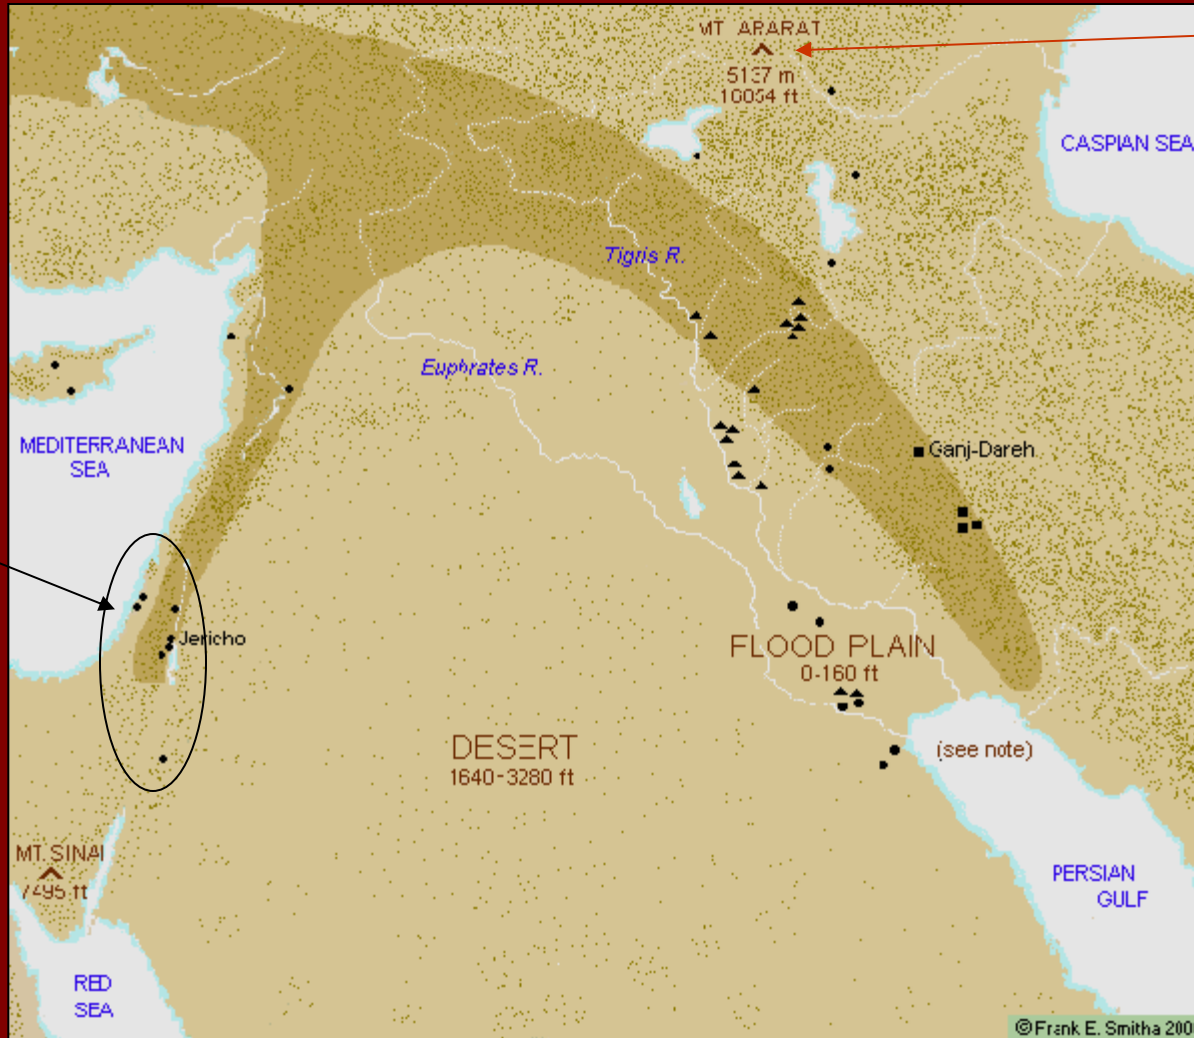 MT ARARAT
5137 m
10054 ft
CASPIAN SEA
Tigris R.
Euphrates R.
MEDITERRANEAN
SEA
Ganj-Dareh
Jericho
FLOOD PLAIN
0-160 ft
DESERT
1640-3280 ft
(see note)
MT. SINAI
7495 ft
PERSIAN
GULF
RED
SEA
©Frank E. Smitha